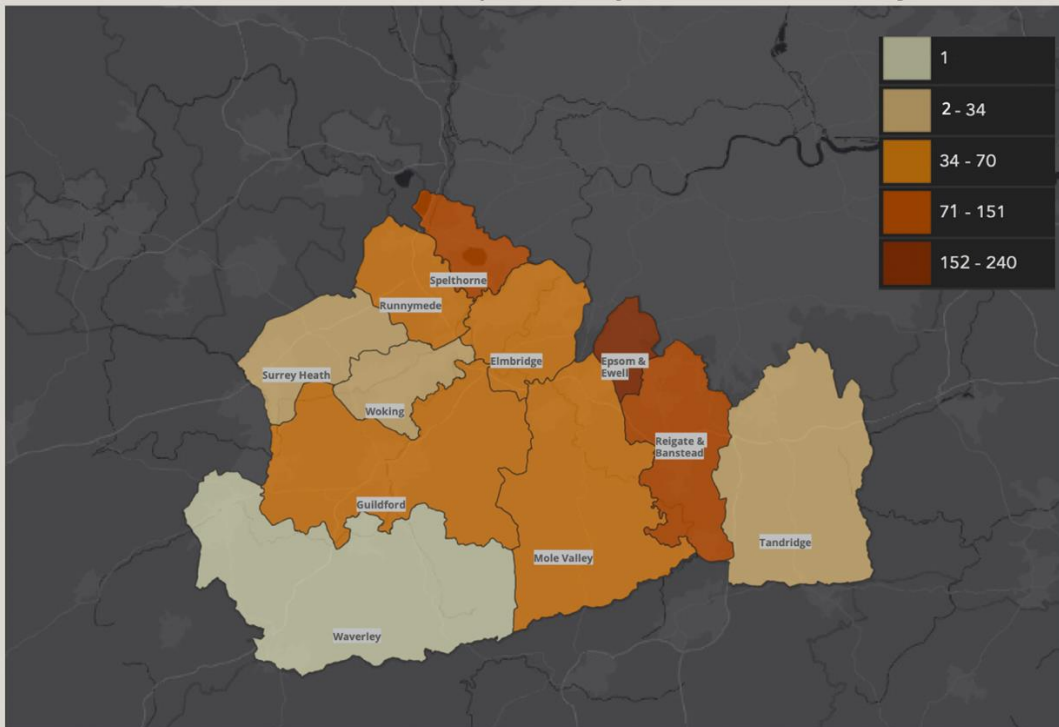 1
2 - 34
34 - 70
71 - 151
152 - 240
Spelthorne
Runnymede
Elmbridge
Epsom &
Ewell
Surrey Heath
Woking
Reigate &
Banstead
Guildford
Tandridge
Mole Valley
Waverley